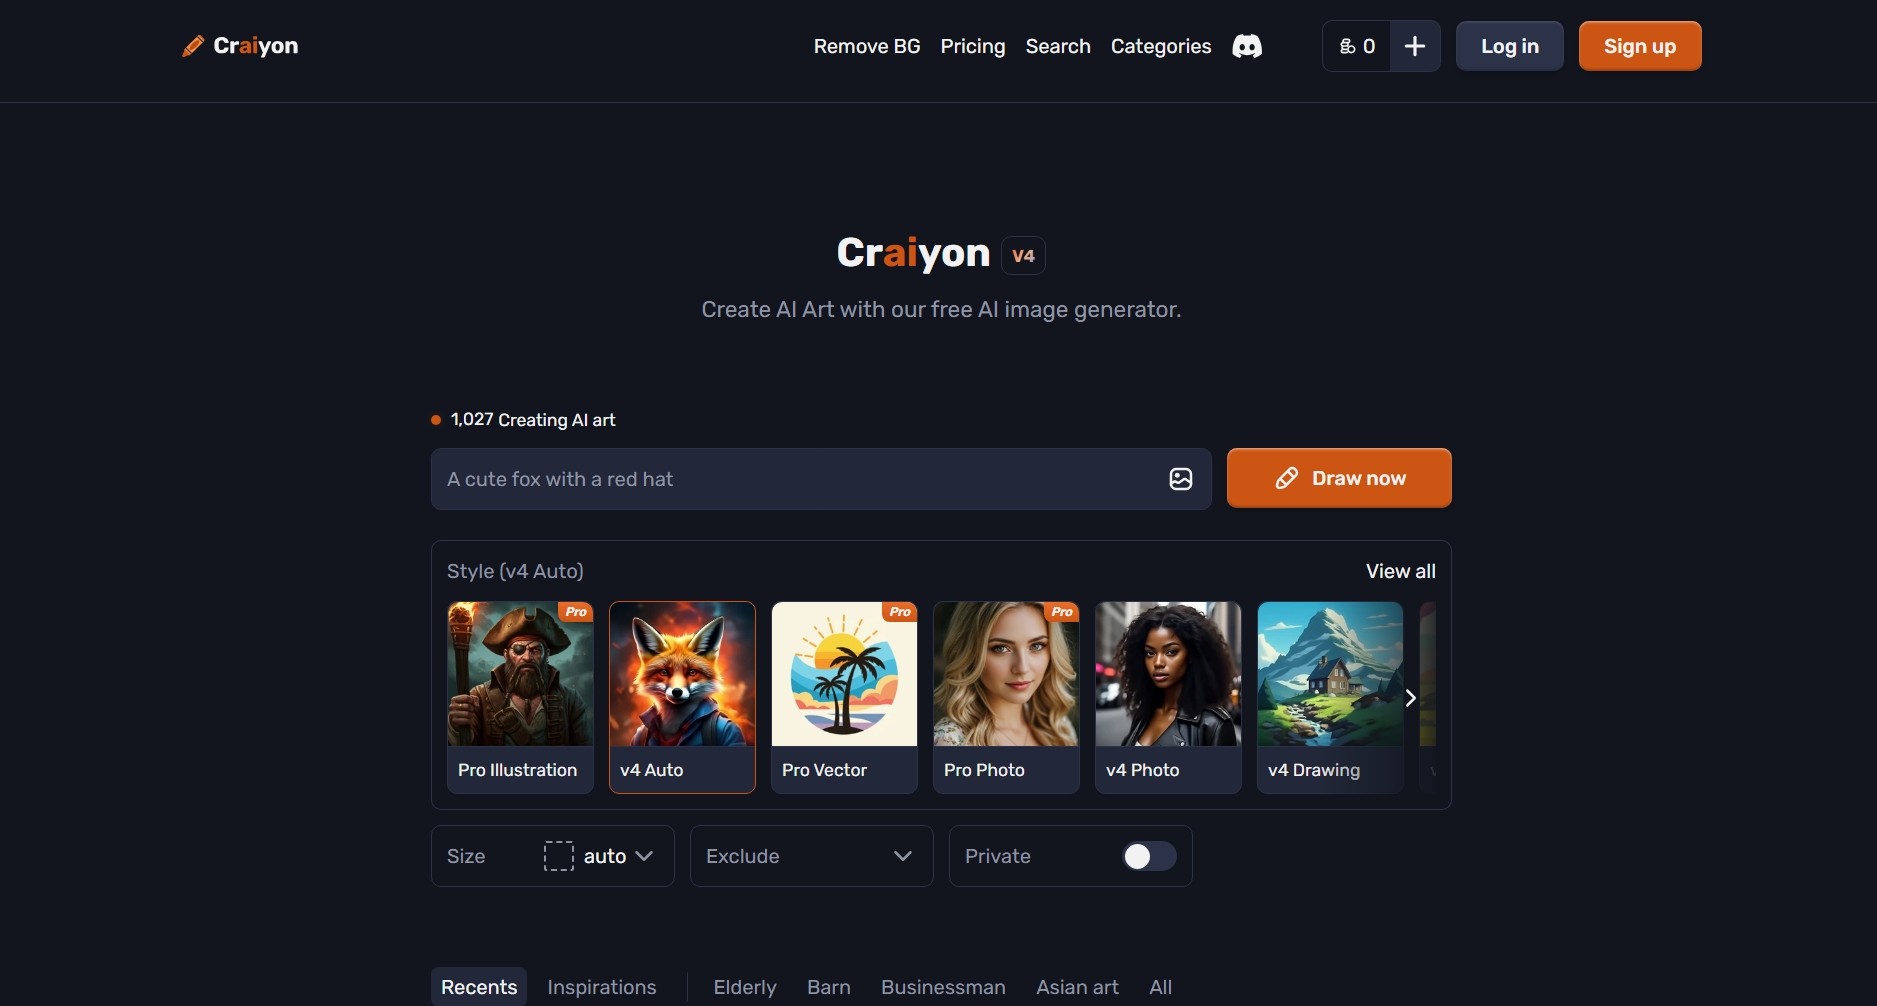 Craiyon
Remove BG Pricing Search Categories 0 Log in Sign up
Craiyon V4
Create AI Art with our free AI image generator.
1,027 Creating AI art
A cute fox with a red hat
Draw now
Style (v4 Auto) View all
Pro Pro Pro
Pro Illustration v4 Auto Pro Vector Pro Photo v4 Photo v4 Drawing
Size auto Exclude Private
Recents Inspirations Elderly Barn Businessman Asian art All